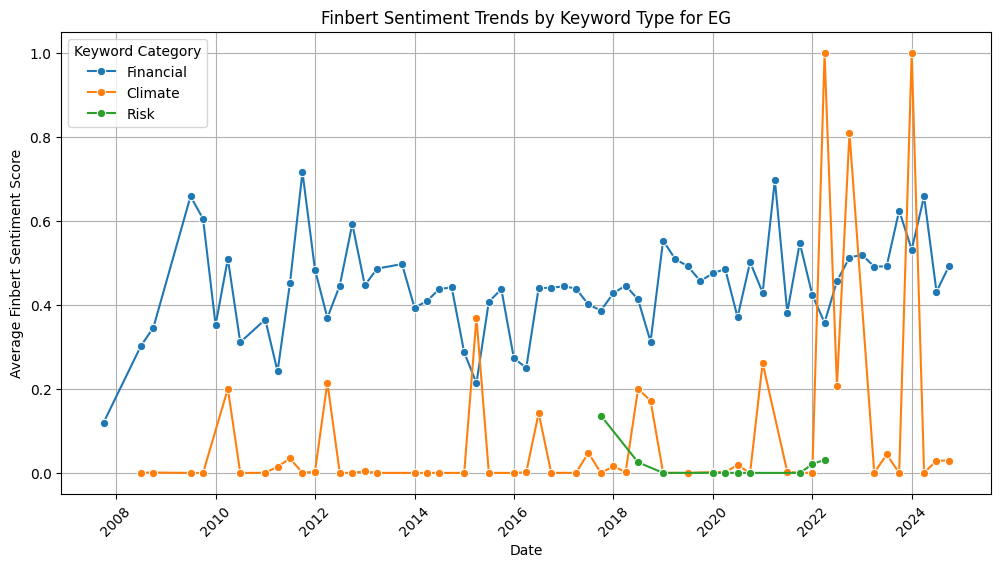 Finbert Sentiment Trends by Keyword Type for EG
Keyword Category
Financial
Climate
Risk
Average Finbert Sentiment Score
1.0
0.8
0.6
0.4
0.2
0.0
2008
2010
2012
2014
2016
2018
2020
2022
2024
Date